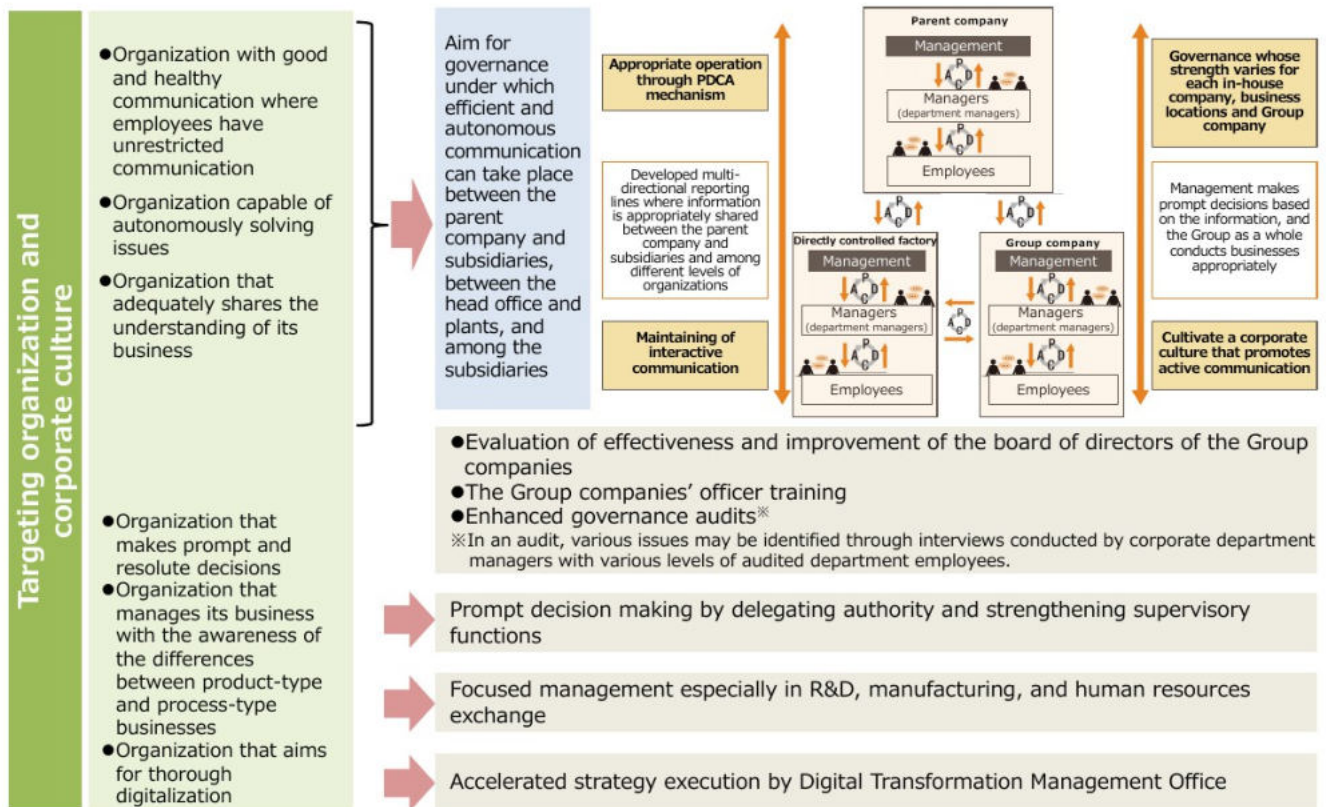 Targeting organization and
corporate culture
●Organization with good
and healthy
communication where
employees have
unrestricted
communication
●Organization capable of
autonomously solving
issues
●Organization that
adequately shares the
understanding of its
business
●Organization that
makes prompt and
resolute decisions
●Organization that
manages its business
with the awareness of
the differences
between product-type
and process-type
businesses
●Organization that aims
for thorough
digitalization
Aim for
governance
under which
efficient and
autonomous
communication
can take place
between the
parent
company and
subsidiaries,
between the
head office and
plants, and
among the
subsidiaries
Appropriate operation
through PDCA
mechanism
Developed multi-
directional reporting
lines where information
is appropriately shared
between the parent
company and
subsidiaries and among
different levels of
organizations
Maintaining of
interactive
communication
Parent company
Management
P
A D
C
Managers
(department managers)
P
A D
C
Employees
P
A D
C
P
A D
C
Directly controlled factory
Management
P
A D
C
Managers
(department managers)
P
A D
C
Employees
P
A D
C
Group company
Management
P
A D
C
Managers
(department managers)
P
A D
C
Employees
Governance whose
strength varies for
each in-house
company, business
locations and Group
company
Management makes
prompt decisions
based on the
information, and
the Group as a whole
conducts businesses
appropriately
Cultivate a corporate
culture that promotes
active communication
●Evaluation of effectiveness and improvement of the board of directors of the Group
companies
●The Group companies' officer training
●Enhanced governance audits※
※In an audit, various issues may be identified through interviews conducted by corporate department
managers with various levels of audited department employees.
Prompt decision making by delegating authority and strengthening supervisory
functions
Focused management especially in R&D, manufacturing, and human resources
exchange
Accelerated strategy execution by Digital Transformation Management Office